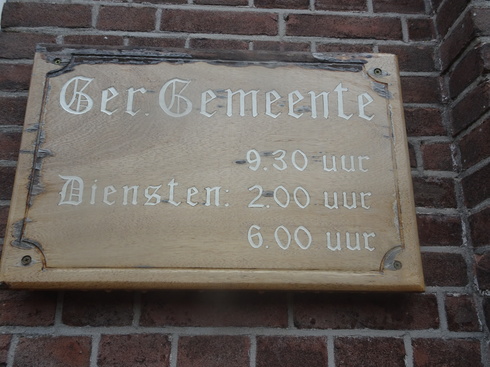 Ger. Gemeente
9.30 uur
Diensten: 2.00 uur
6.00 uur